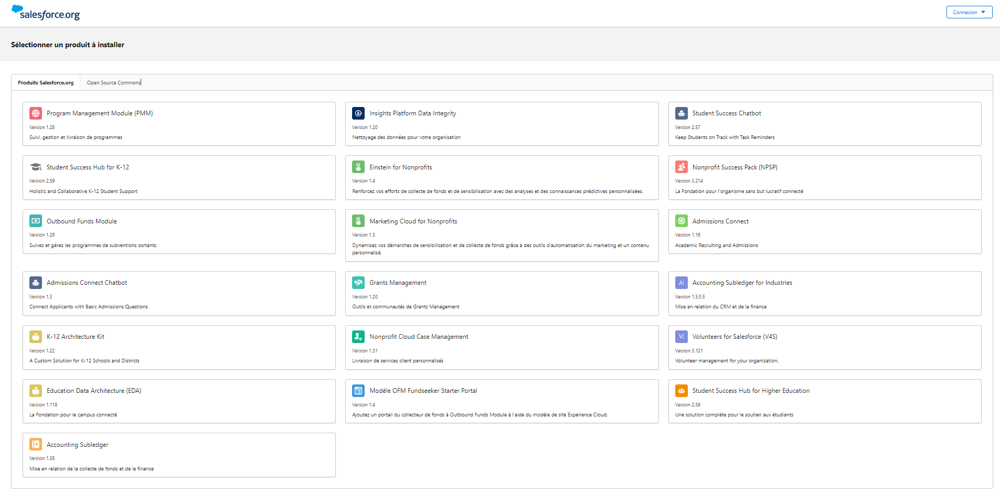 salesforce.org
Connexion
Sélectionner un produit à installer
Produits Salesforce.org
Open Source Commons
Program Management Module (PMM)
Version 1.28
Suivi, gestion et livraison de programmes
Insights Platform Data Integrity
Version 1.20
Nettoyage des données pour votre organisation
Student Success Chatbot
Version 2.57
Keep Students on Track with Task Reminders
Student Success Hub for K-12
Version 2.59
Holistic and Collaborative K-12 Student Support
Einstein for Nonprofits
Version 1.4
Renforcez vos efforts de collecte de fonds et de sensibilisation avec des analyses et des connaissances prédictives personnalisées.
Nonprofit Success Pack (NPSP)
Version 3.214
La Fondation pour l'organisme sans but lucratif connecté
Outbound Funds Module
Version 1.26
Suivez et gérez les programmes de subventions sortants.
Marketing Cloud for Nonprofits
Version 1.3
Dynamisez vos démarches de sensibilisation et de collecte de fonds grâce à des outils d'automatisation du marketing et un contenu
personnalisé.
Admissions Connect
Version 1.16
Academic Recruiting and Admissions
Admissions Connect Chatbot
Version 1.3
Connect Applicants with Basic Admissions Questions
Grants Management
Version 1.20
Outils et communautés de Grants Management
AI
Accounting Subledger for Industries
Version 1.5.0.5
Mise en relation du CRM et de la finance
K-12 Architecture Kit
Version 1.22
A Custom Solution for K-12 Schools and Districts
Nonprofit Cloud Case Management
Version 1.31
Livraison de services client personnalisés
V(
Volunteers for Salesforce (V4S)
Version 3.121
Volunteer management for your organization.
Education Data Architecture (EDA)
Version 1.118
La Fondation pour le campus connecté
Modèle OFM Fundseeker Starter Portal
Version 1.4
Ajoutez un portail du collecteur de fonds à Outbound Funds Module à l'aide du modèle de site Experience Cloud.
Student Success Hub for Higher Education
Version 2.59
Une solution complète pour le soutien aux étudiants
Accounting Subledger
Version 1.38
Mise en relation de la collecte de fonds et de la finance